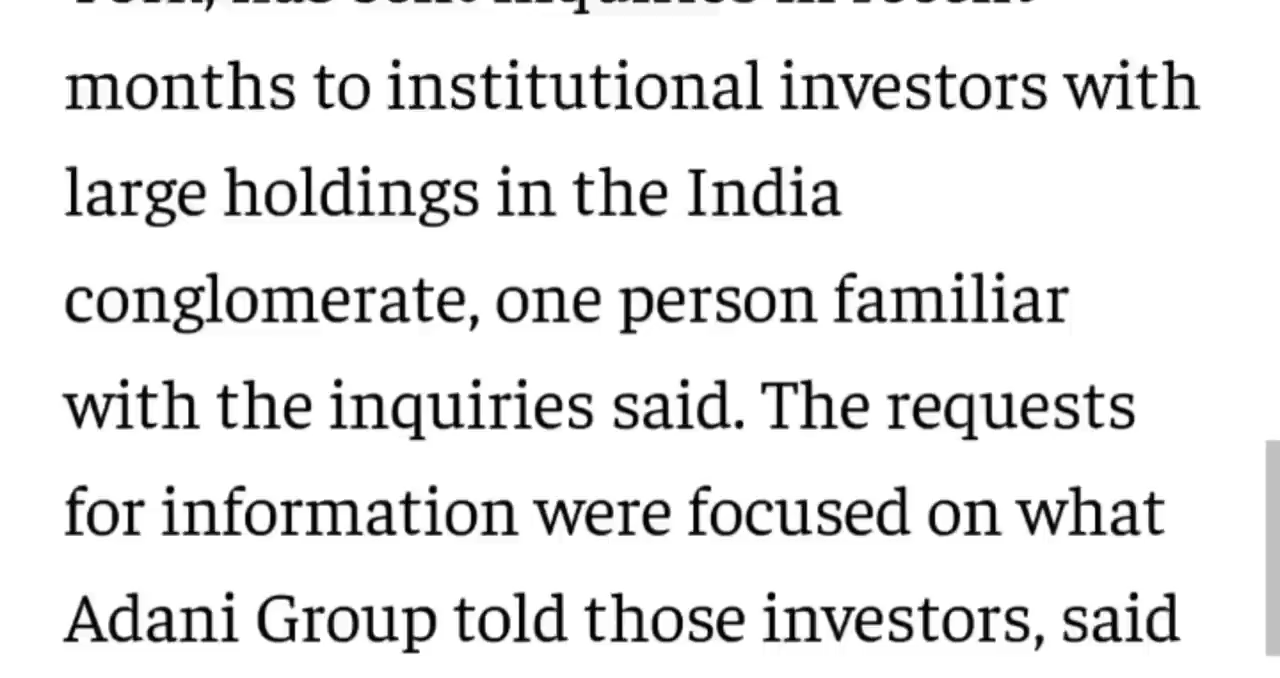 months to institutional investors with
large holdings in the India
conglomerate, one person familiar
with the inquiries said. The requests
for information were focused on what
Adani Group told those investors, said